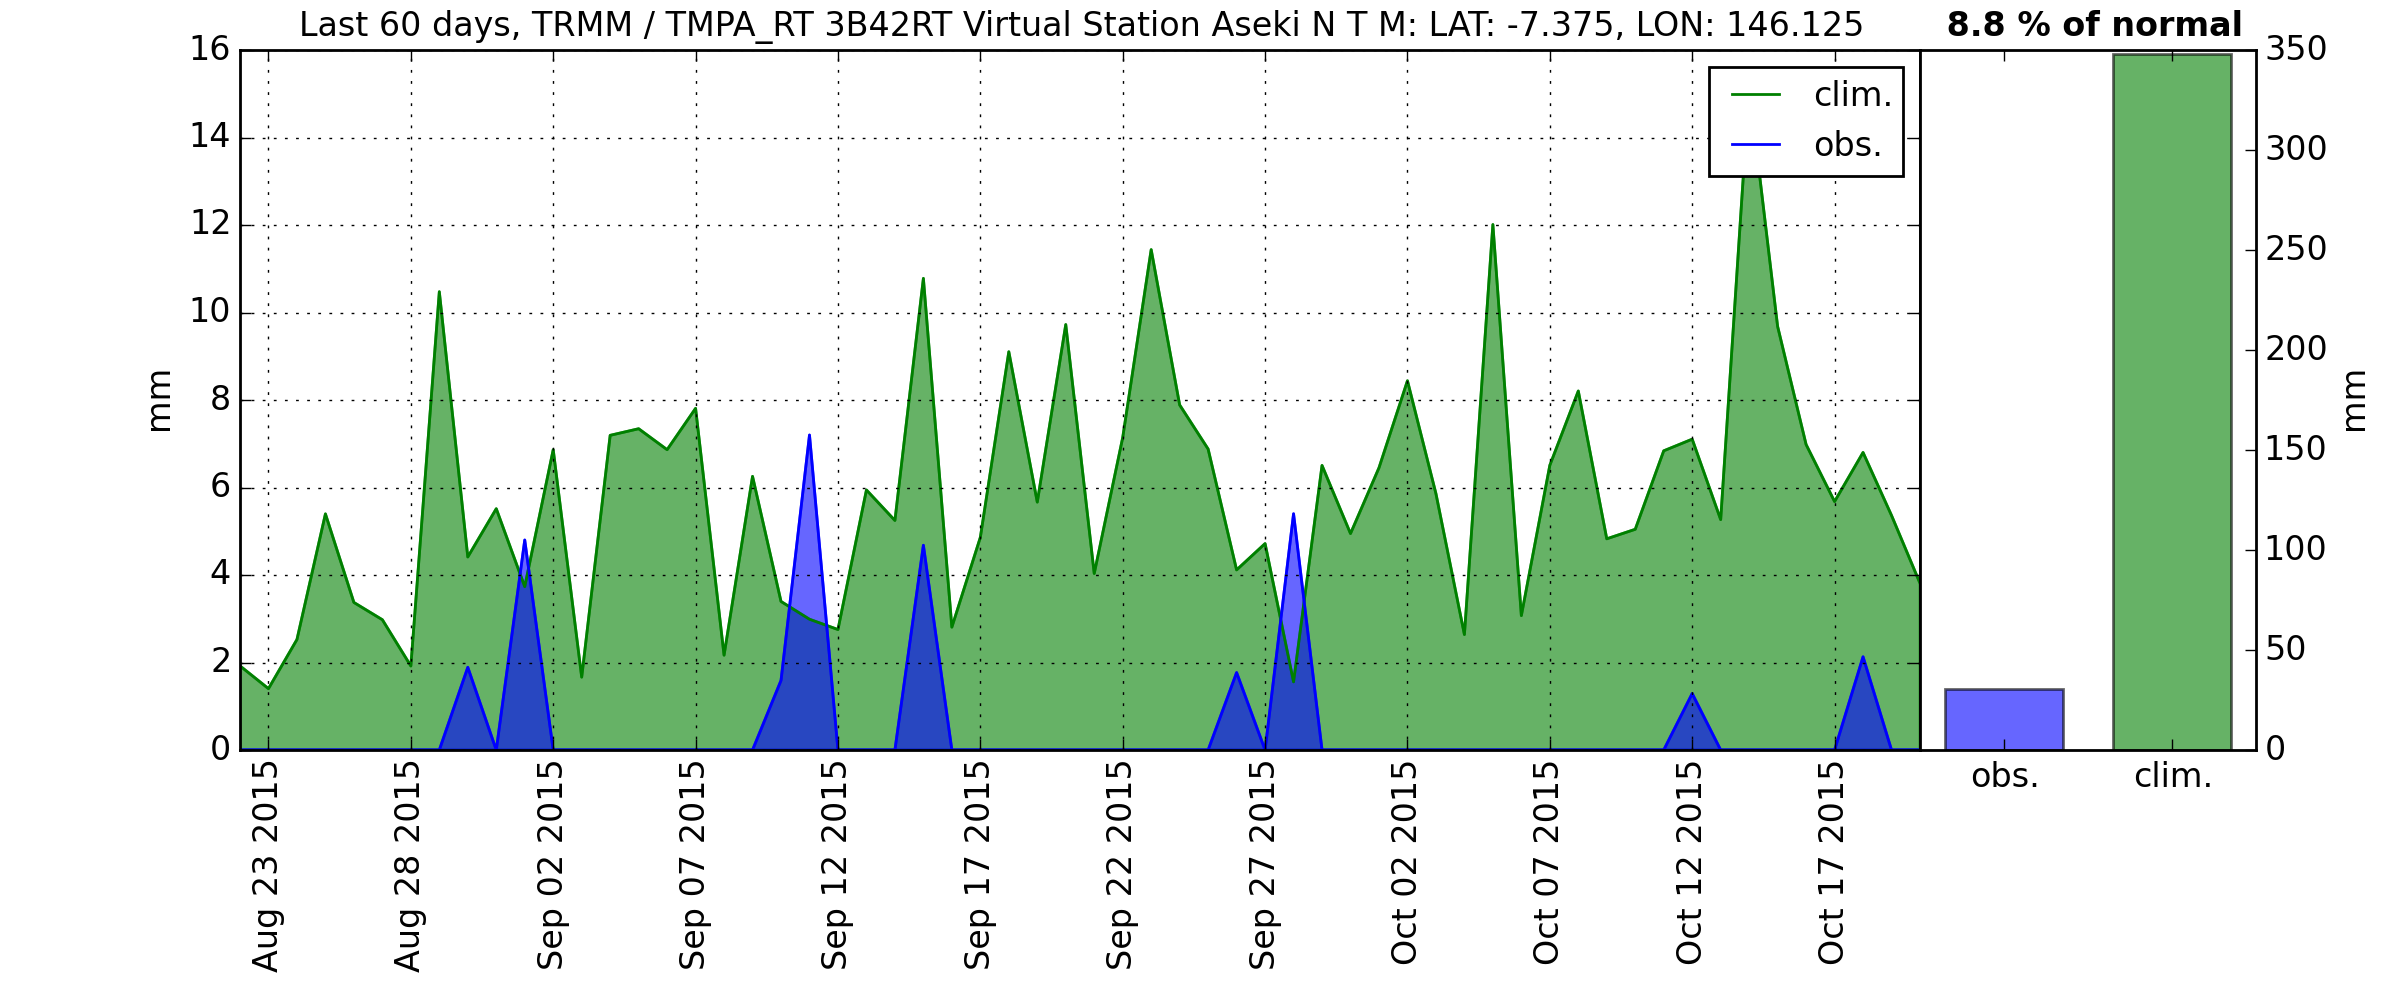 Last 60 days, TRMM / TMPA_RT 3B42RT Virtual Station Aseki N T M: LAT: -7.375, LON: 146.125
8.8 % of normal
16
14
12
10
8
6
4
2
0
mm
clim.
obs.
350
300
250
200
150
100
50
0
mm
Aug 23 2015
Aug 28 2015
Sep 02 2015
Sep 07 2015
Sep 12 2015
Sep 17 2015
Sep 22 2015
Sep 27 2015
Oct 02 2015
Oct 07 2015
Oct 12 2015
Oct 17 2015
obs.
clim.